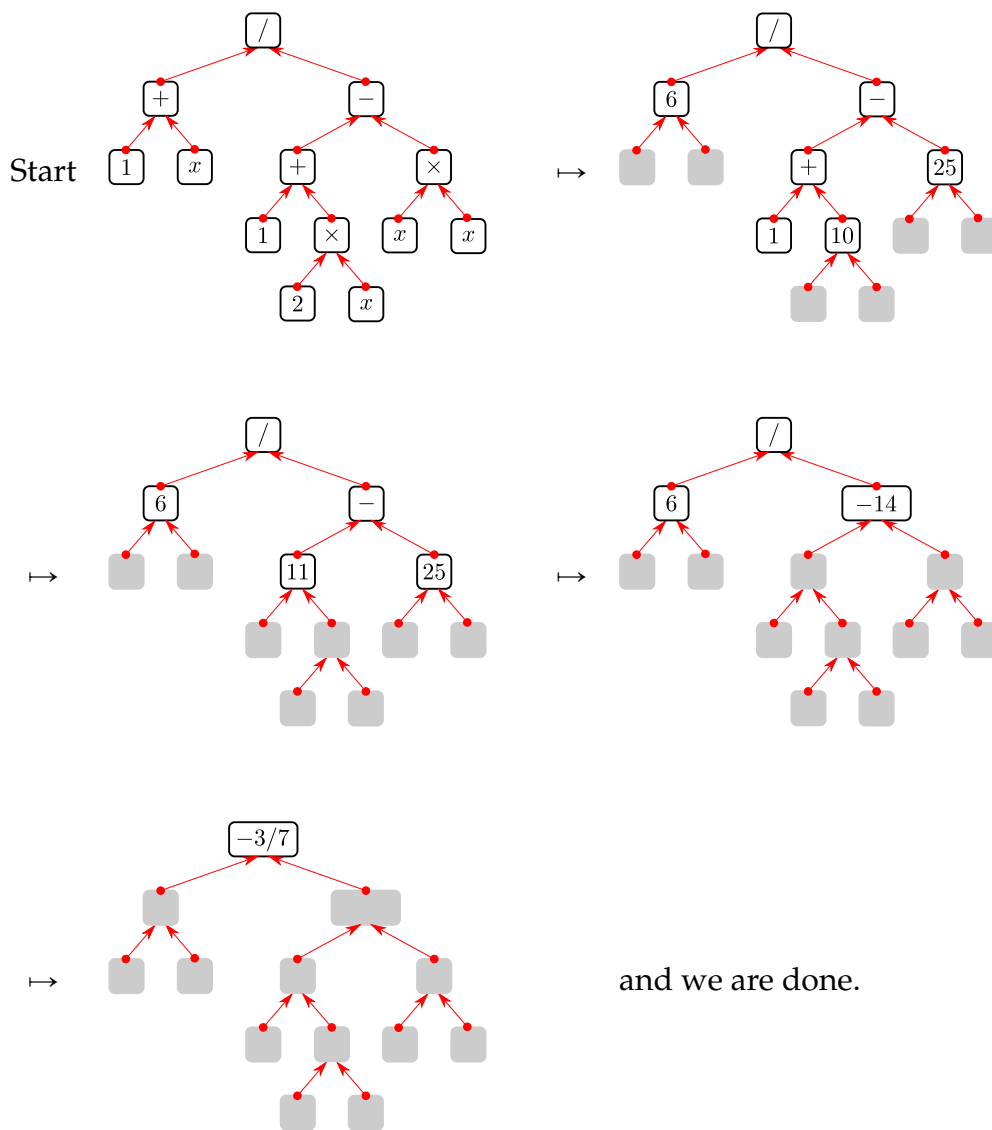 / /
+ − 6 −
Start 1 x + × ↦ + 25
1 × x x 1 10
2 x
/ /
6 − 6 −14
↦ 11 25 ↦
−3/7
↦ and we are done.